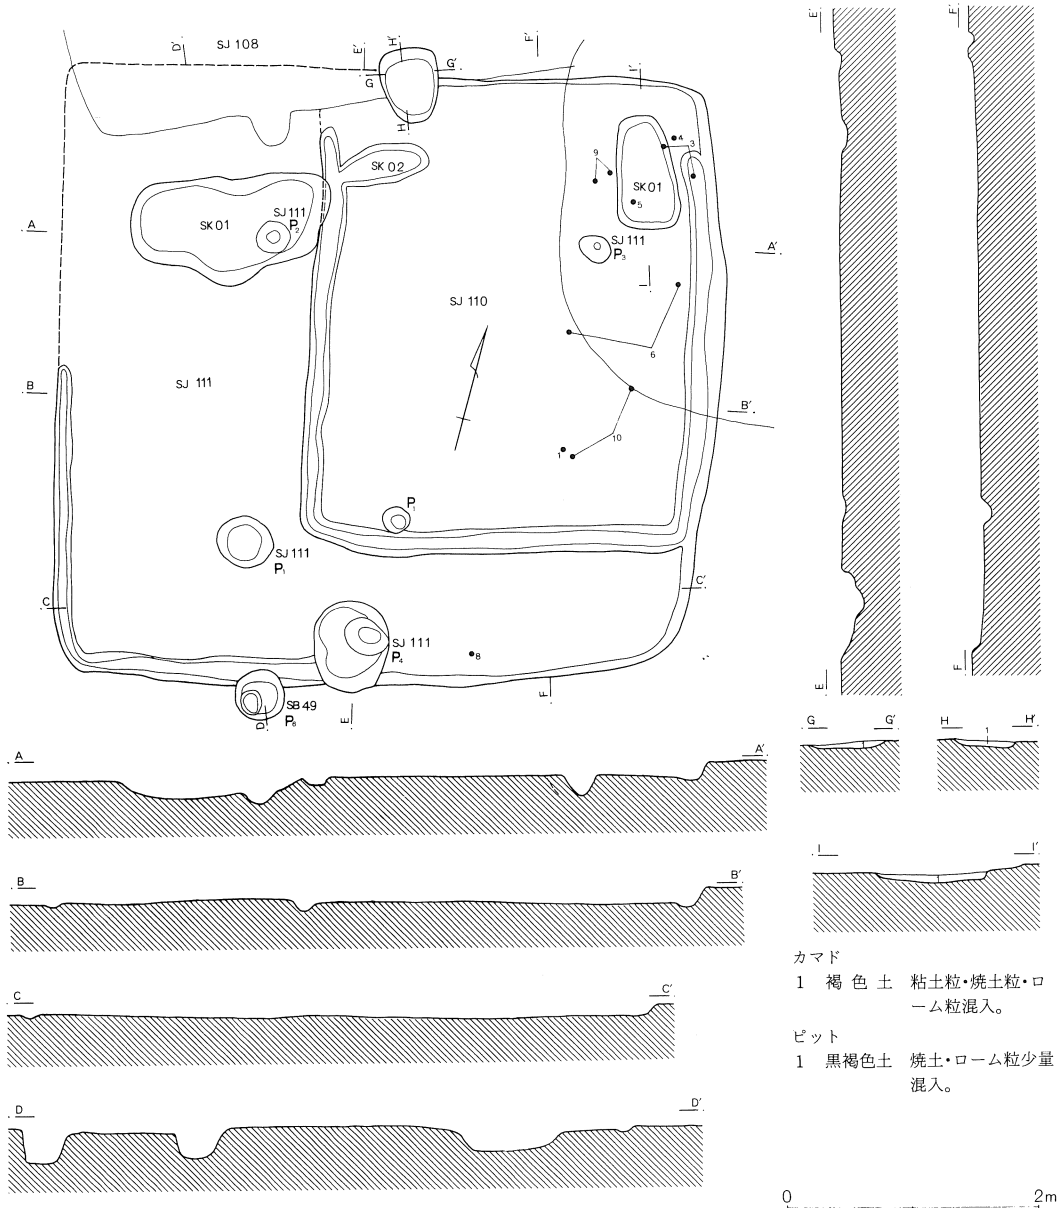 SJ 108
D'
E'
H'
G'
G
H
F'
I'
E'
F'
SK 02
SK 01
SJ 111
P2
9
4
3
SK 01
5
SJ 111
P3
A
A'
I
SJ 110
6
B
SJ 111
B'
10
1
P1
SJ 111
P1
C
C'
SJ 111
P4
8
SB 49
P6
D
E
F
E
F
G G'
H 1 H'
A A'
I I'
B B'
C C'
D D'
カマド
1 褐色土 粘土粒・焼土粒・ロ
ーム粒混入。
ピット
1 黒褐色土 焼土・ローム粒少量
混入。
0 2m